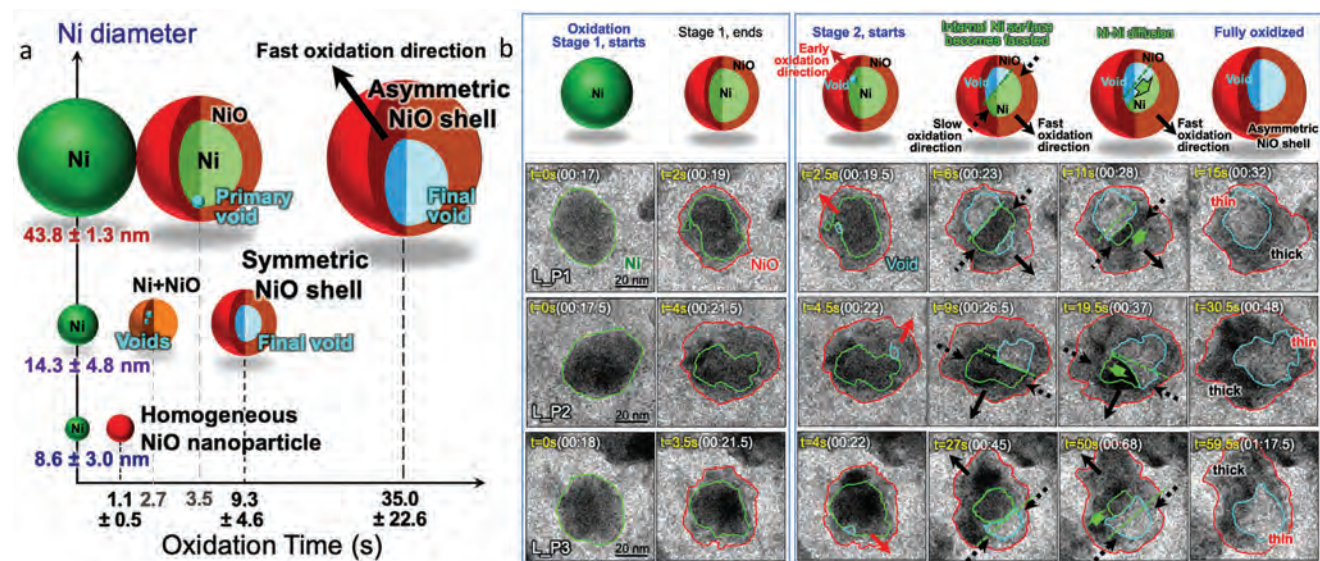 a
Ni diameter
Fast oxidation direction
Asymmetric
NiO shell
NiO
Ni
Ni
Primary
void
Final
void
43.8 ± 1.3 nm
Symmetric
NiO shell
Ni+NiO
Ni
Voids
Final void
14.3 ± 4.8 nm
Homogeneous
NiO nanoparticle
8.6 ± 3.0 nm
1.1
± 0.5
2.7
3.5
9.3
± 4.6
35.0
± 22.6
Oxidation Time (s)
b
Oxidation
Stage 1, starts
Ni
Stage 1, ends
NiO
Ni
Stage 2, starts
Early
oxidation
direction
NiO
Void
Ni
Internal Ni surface
becomes faceted
NiO
Void
Ni
Slow
oxidation
direction
Fast
oxidation
direction
Ni-Ni diffusion
NiO
Void
Ni
Fast
oxidation
direction
Fully oxidized
Void
Asymmetric
NiO shell
t=0s(00:17)
Ni
L_P1
20 nm
t=2s(00:19)
NiO
t=2.5s(00:19.5)
Void
t=6s(00:23)
t=11s(00:28)
t=15s(00:32)
thin
thick
t=0s(00:17.5)
L_P2
20 nm
t=4s(00:21.5)
t=4.5s(00:22)
t=9s(00:26.5)
t=19.5s(00:37)
t=30.5s(00:48)
thin
thick
t=0s(00:18)
L_P3
20 nm
t=3.5s(00:21.5)
t=4s(00:22)
t=27s(00:45)
t=50s(00:68)
t=59.5s(01:17.5)
thick
thin